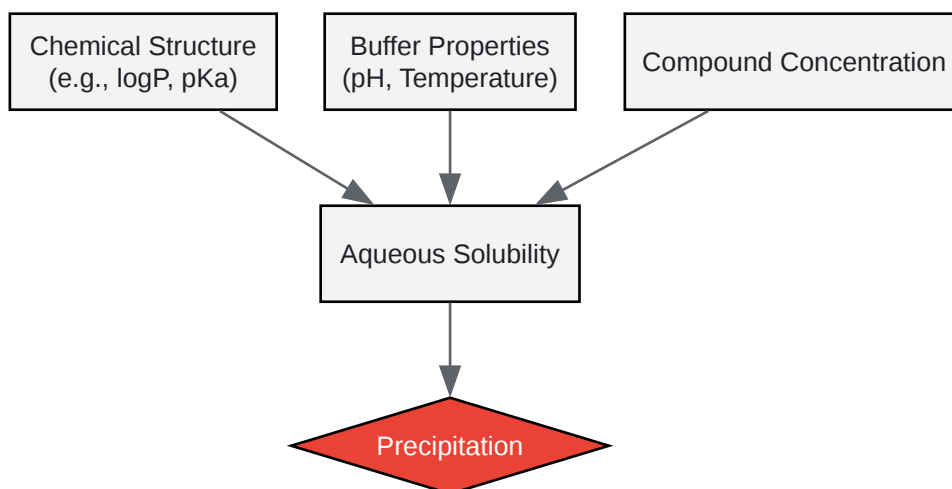 Chemical Structure
(e.g., logP, pKa)
Buffer Properties
(pH, Temperature)
Compound Concentration
Aqueous Solubility
Precipitation